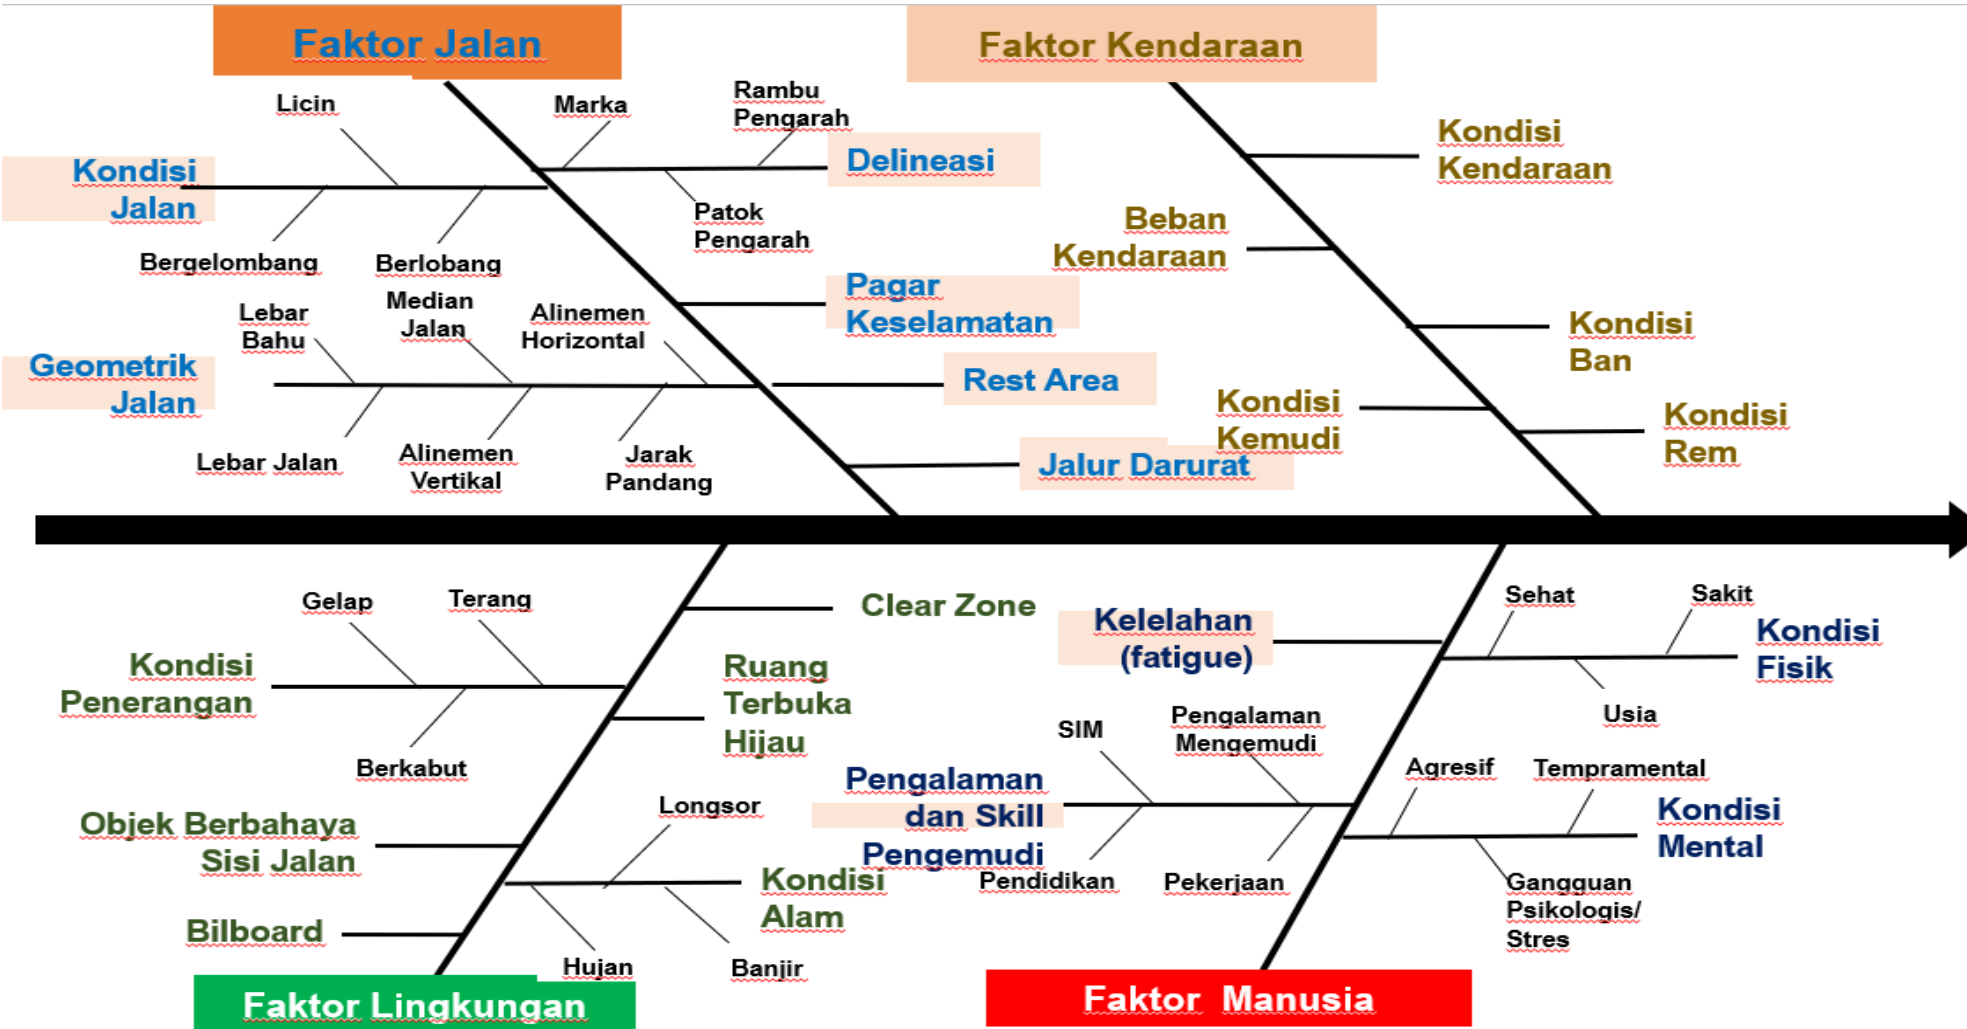 Faktor Jalan
Faktor Kendaraan
Licin
Marka
Rambu
Pengarah
Kondisi
Jalan
Delineasi
Patok
Pengarah
Bergelombang
Berlobang
Kondisi
Kendaraan
Beban
Kendaraan
Lebar
Bahu
Median
Jalan
Alinemen
Horizontal
Pagar
Keselamatan
Geometrik
Jalan
Rest Area
Kondisi
Ban
Lebar Jalan
Alinemen
Vertikal
Jarak
Pandang
Jalur Darurat
Kondisi
Kemudi
Kondisi
Rem
Gelap
Terang
Clear Zone
Kondisi
Penerangan
Ruang
Terbuka
Hijau
Berkabut
Objek Berbahaya
Sisi Jalan
Longsor
Kondisi
Alam
Bilboard
Hujan
Banjir
Faktor Lingkungan
Kelelahan
(fatigue)
Sehat
Sakit
Kondisi
Fisik
Usia
SIM
Pengalaman
Mengemudi
Pengalaman
dan Skill
Pengemudi
Pendidikan
Pekerjaan
Agresif
Tempramental
Kondisi
Mental
Gangguan
Psikologis/
Stres
Faktor Manusia